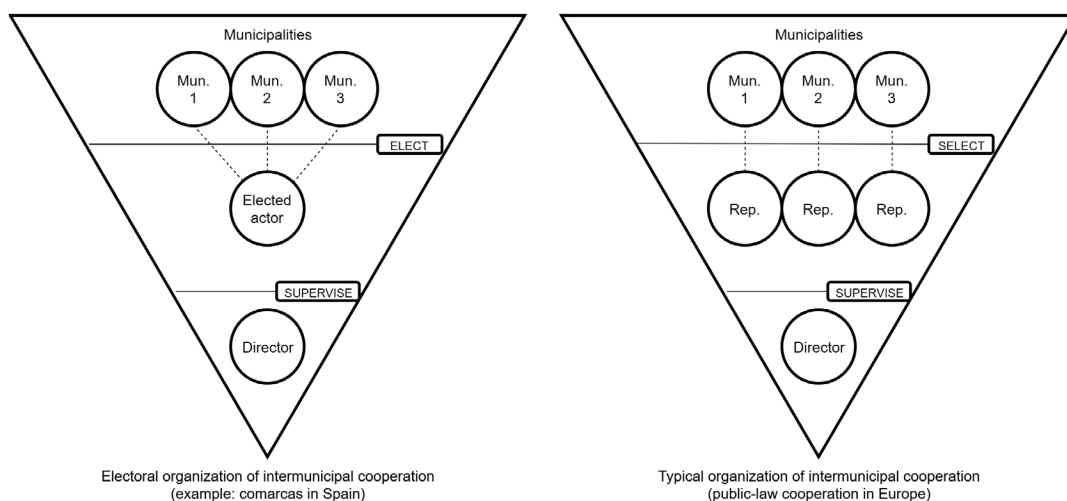 Municipalities
Mun.
1
Mun.
2
Mun.
3
ELECT
Elected
actor
SUPERVISE
Director
Electoral organization of intermunicipal cooperation
(example: comarcas in Spain)
Municipalities
Mun.
1
Mun.
2
Mun.
3
SELECT
Rep.
Rep.
Rep.
SUPERVISE
Director
Typical organization of intermunicipal cooperation
(public-law cooperation in Europe)